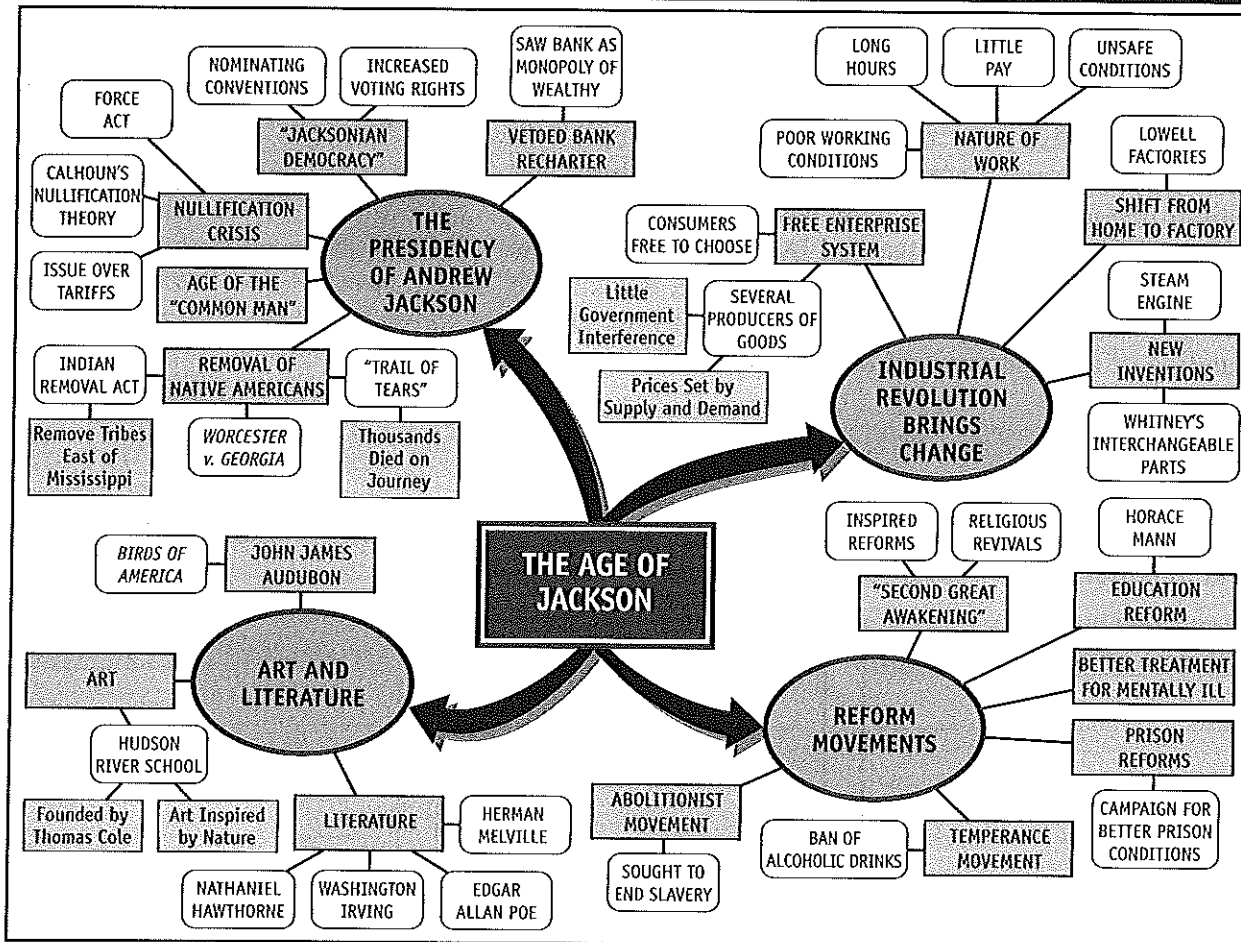 NOMINATING
CONVENTIONS
INCREASED
VOTING RIGHTS
SAW BANK AS
MONOPOLY OF
WEALTHY
FORCE
ACT
"JACKSONIAN
DEMOCRACY"
VETOED BANK
RECHARTER
CALHOUN'S
NULLIFICATION
THEORY
NULLIFICATION
CRISIS
ISSUE OVER
TARIFFS
AGE OF THE
"COMMON MAN"
THE
PRESIDENCY
OF ANDREW
JACKSON
INDIAN
REMOVAL ACT
REMOVAL OF
NATIVE AMERICANS
"TRAIL OF
TEARS"
Remove Tribes
East of
Mississippi
WORCESTER
v. GEORGIA
Thousands
Died on
Journey
LONG
HOURS
LITTLE
PAY
UNSAFE
CONDITIONS
POOR WORKING
CONDITIONS
NATURE OF
WORK
LOWELL
FACTORIES
SHIFT FROM
HOME TO FACTORY
CONSUMERS
FREE TO CHOOSE
FREE ENTERPRISE
SYSTEM
Little
Government
Interference
SEVERAL
PRODUCERS OF
GOODS
Prices Set by
Supply and Demand
STEAM
ENGINE
NEW
INVENTIONS
WHITNEY'S
INTERCHANGEABLE
PARTS
INDUSTRIAL
REVOLUTION
BRINGS
CHANGE
THE AGE OF
JACKSON
BIRDS OF
AMERICA
JOHN JAMES
AUDUBON
ART
ART AND
LITERATURE
HUDSON
RIVER SCHOOL
Founded by
Thomas Cole
Art Inspired
by Nature
LITERATURE
HERMAN
MELVILLE
NATHANIEL
HAWTHORNE
WASHINGTON
IRVING
EDGAR
ALLAN POE
INSPIRED
REFORMS
RELIGIOUS
REVIVALS
"SECOND GREAT
AWAKENING"
HORACE
MANN
EDUCATION
REFORM
BETTER TREATMENT
FOR MENTALLY ILL
REFORM
MOVEMENTS
PRISON
REFORMS
CAMPAIGN FOR
BETTER PRISON
CONDITIONS
ABOLITIONIST
MOVEMENT
SOUGHT TO
END SLAVERY
BAN OF
ALCOHOLIC DRINKS
TEMPERANCE
MOVEMENT